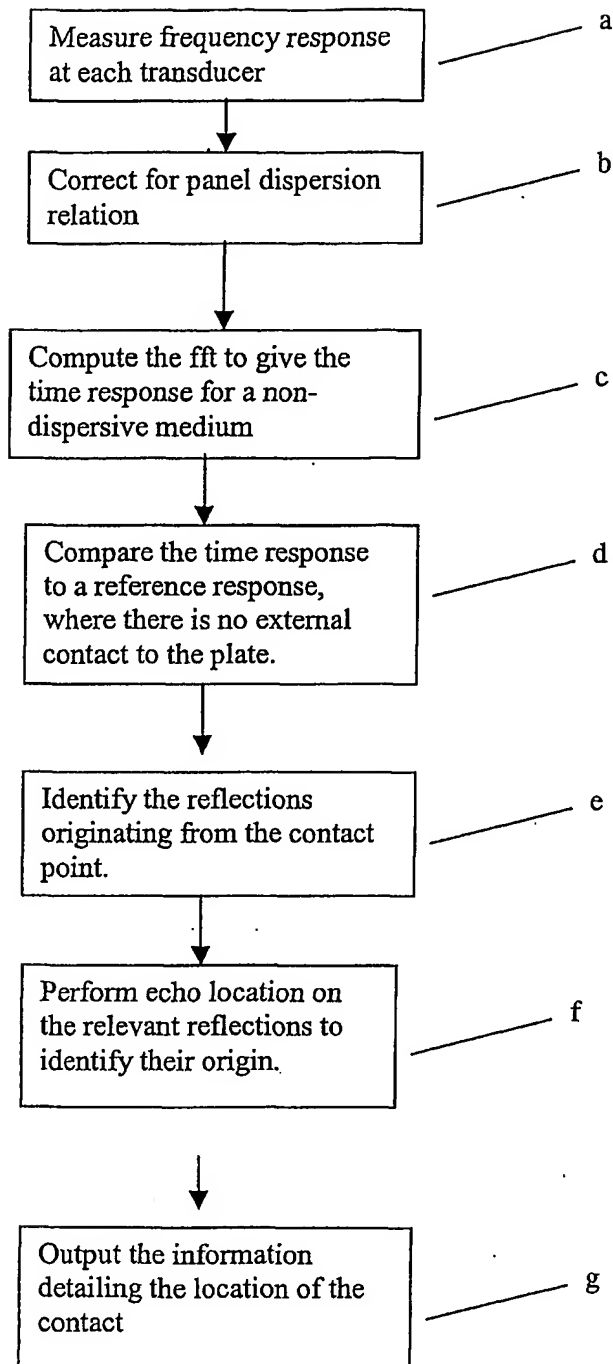 Measure frequency response
at each transducer
a
Correct for panel dispersion
relation
b
Compute the fft to give the
time response for a non-
dispersive medium
c
Compare the time response
to a reference response,
where there is no external
contact to the plate.
d
Identify the reflections
originating from the contact
point.
e
Perform echo location on
the relevant reflections to
identify their origin.
f
Output the information
detailing the location of the
contact
g